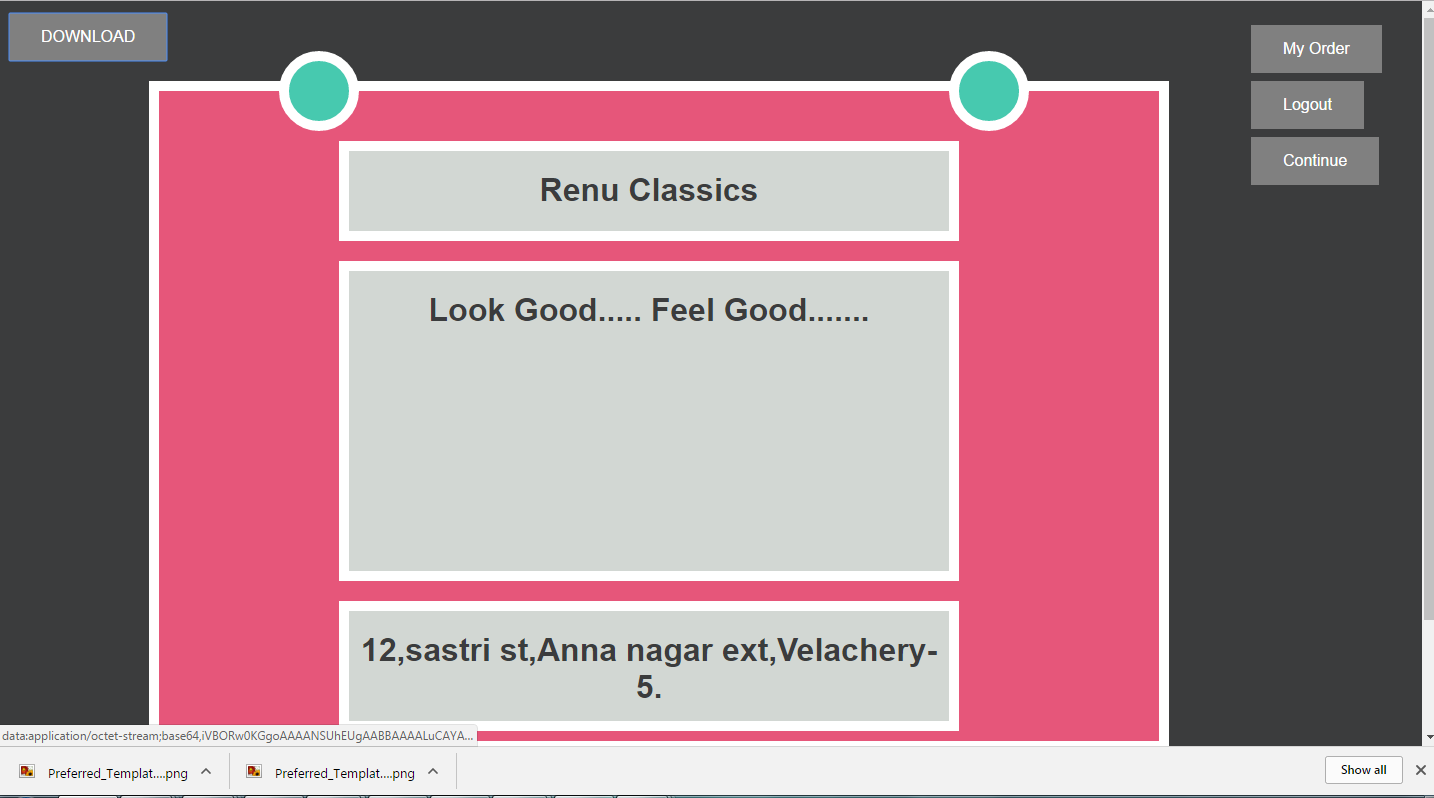 DOWNLOAD
My Order
Logout
Continue
Renu Classics
Look Good..... Feel Good.......
12,sastri st,Anna nagar ext,Velachery-
5.
data:application/octet-stream;base64,iVBORw0KGgoAAAANSUhEUgAABBAAAALuCAYA...
Preferred_Templat....png
Preferred_Templat....png
Show all